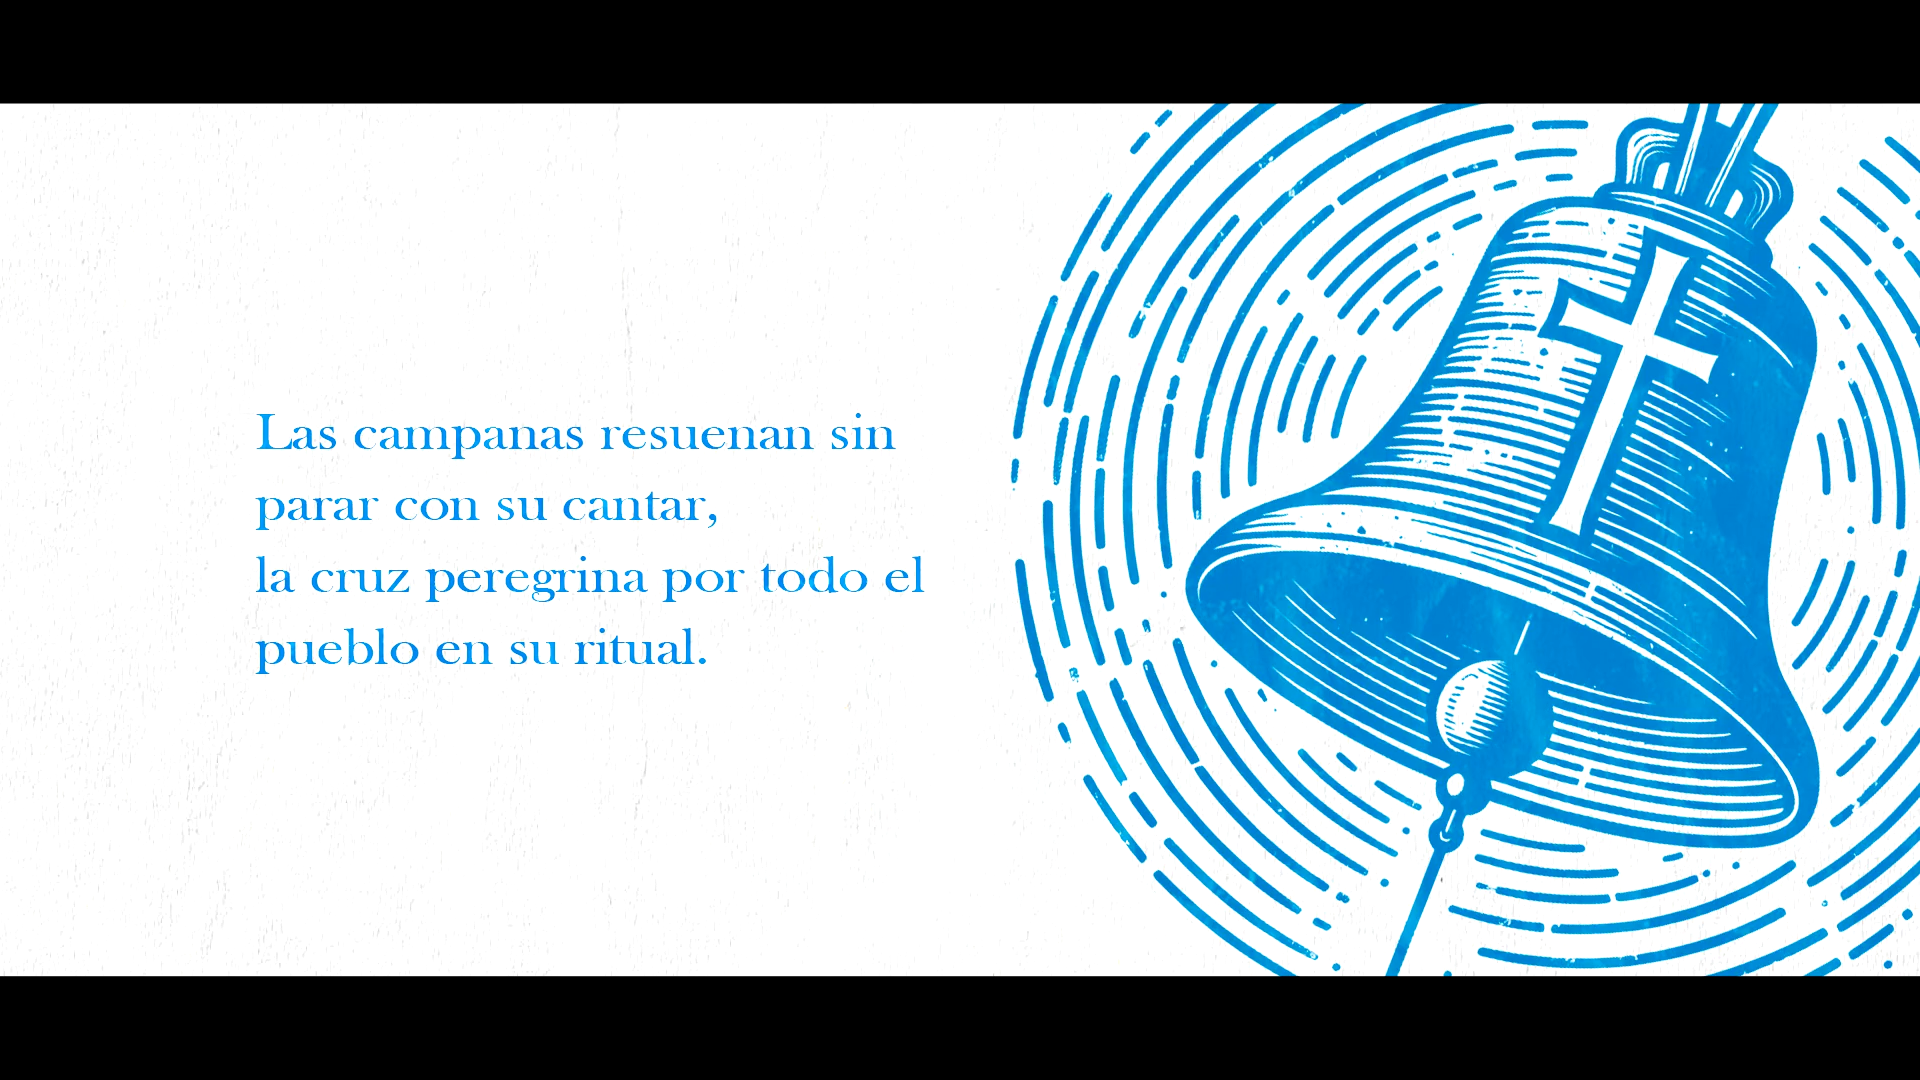 Las campanas resuenan sin
parar con su cantar,
la cruz peregrina por todo el
pueblo en su ritual.